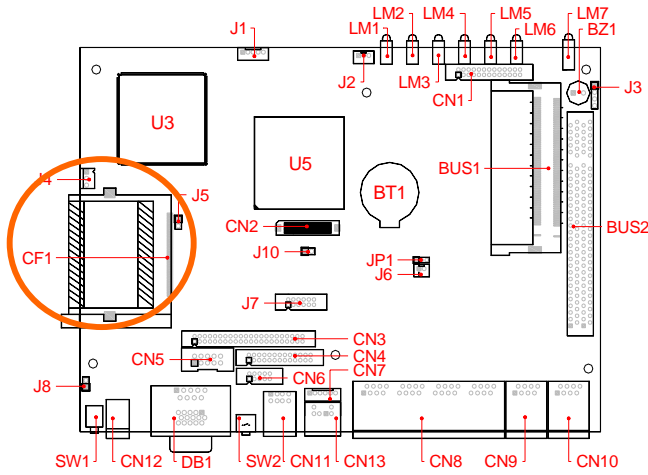 J1
LM2
LM4
LM5
LM7
LM1
LM6
BZ1
J2
LM3
J3
CN1
U3
U5
BUS1
J4
BT1
J5
CN2
BUS2
J10
CF1
JP1
J6
J7
CN3
CN5
CN4
CN7
CN6
J8
SW1
CN12
DB1
SW2
CN11
CN13
CN8
CN9
CN10